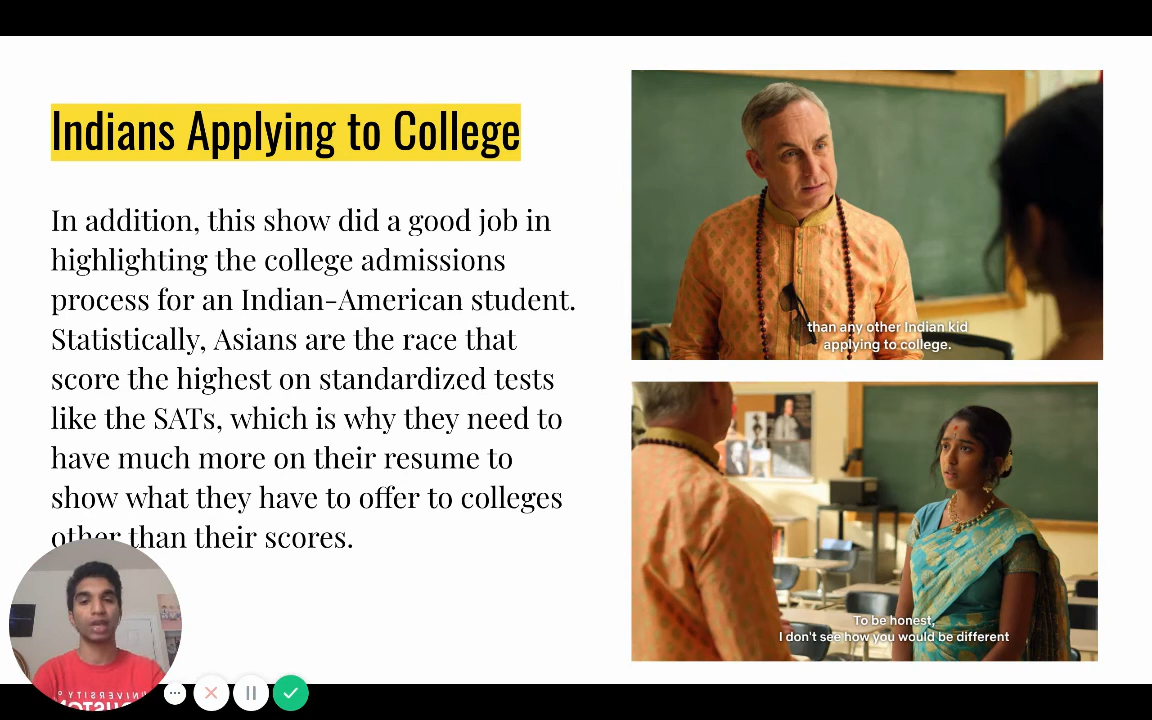 Indians Applying to College
In addition, this show did a good job in
highlighting the college admissions
process for an Indian-American student.
Statistically, Asians are the race that
score the highest on standardized tests
like the SATs, which is why they need to
have much more on their resume to
show what they have to offer to colleges
other than their scores.
than any other Indian kid
applying to college.
To be honest,
I don't see how you would be different
UNIVERSITY